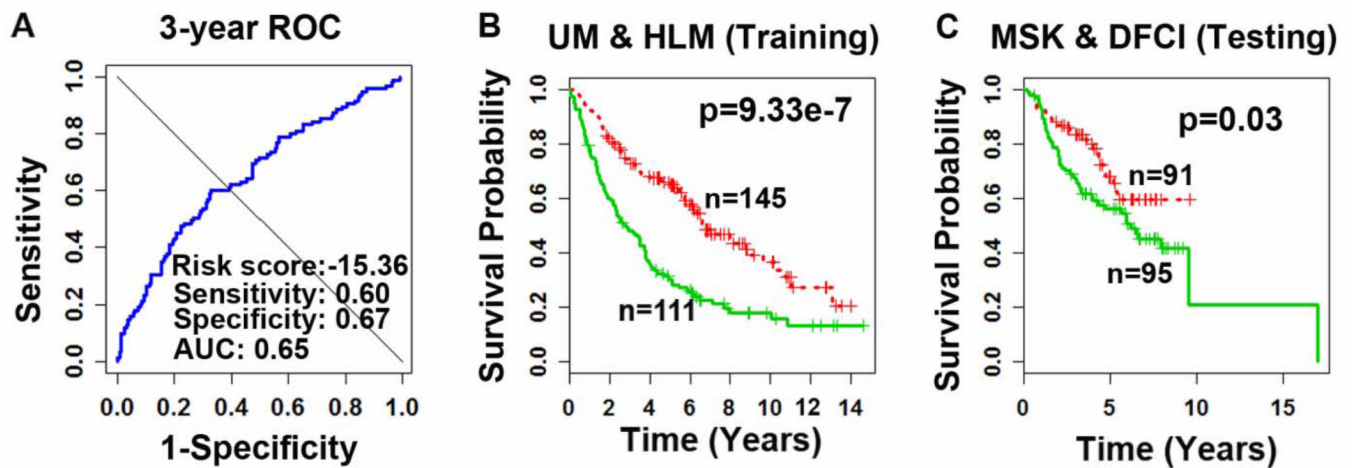 A
3-year ROC
Sensitivity
1.0
0.8
0.6
0.4
0.2
0.0
Risk score:-15.36
Sensitivity: 0.60
Specificity: 0.67
AUC: 0.65
0.0 0.2 0.4 0.6 0.8 1.0
1-Specificity
B
UM & HLM (Training)
Survival Probability
1.0
0.8
0.6
0.4
0.2
0.0
p=9.33e-7
n=145
n=111
0 2 4 6 8 10 12 14
Time (Years)
C
MSK & DFCI (Testing)
Survival Probability
1.0
0.8
0.6
0.4
0.2
0.0
p=0.03
n=91
n=95
0 5 10 15
Time (Years)